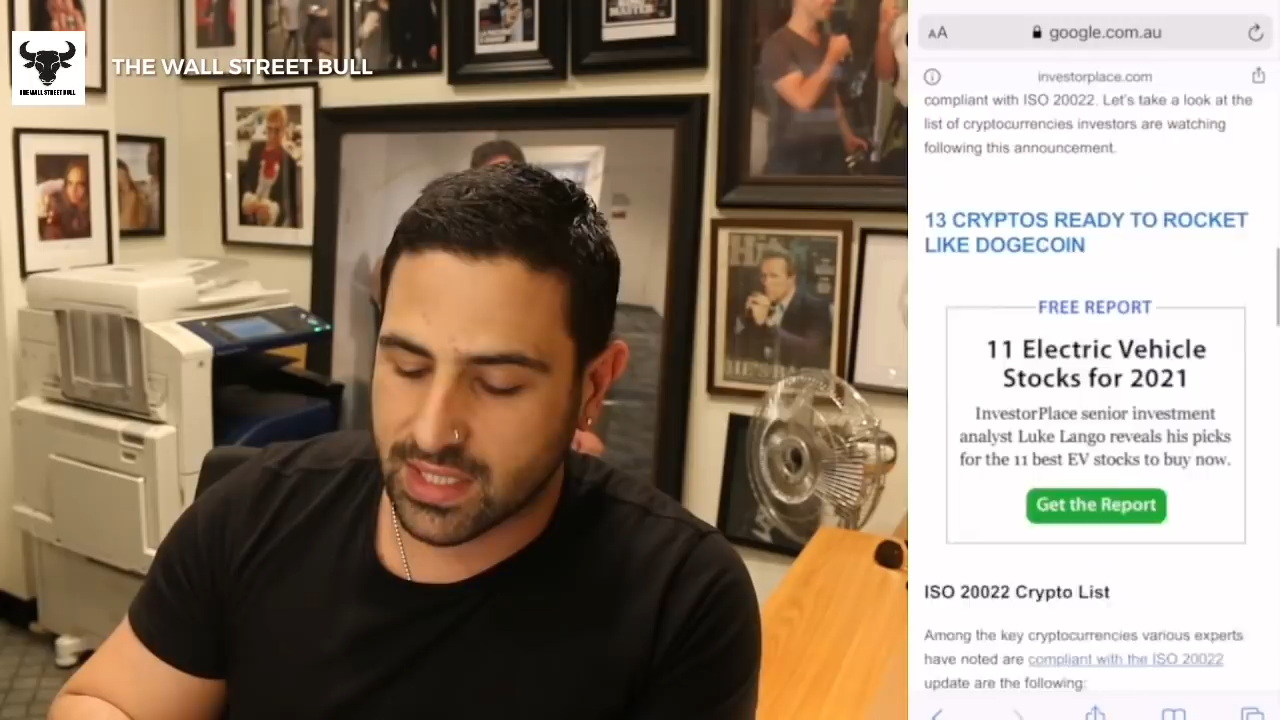 THE WALL STREET BULL
THE WALL STREET BULL
AA
google.com.au
investorplace.com
compliant with ISO 20022. Let's take a look at the
list of cryptocurrencies investors are watching
following this announcement.
13 CRYPTOS READY TO ROCKET
LIKE DOGECOIN
FREE REPORT
11 Electric Vehicle
Stocks for 2021
InvestorPlace senior investment
analyst Luke Lango reveals his picks
for the 11 best EV stocks to buy now.
Get the Report
ISO 20022 Crypto List
Among the key cryptocurrencies various experts
have noted are compliant with the ISO 20022
update are the following: